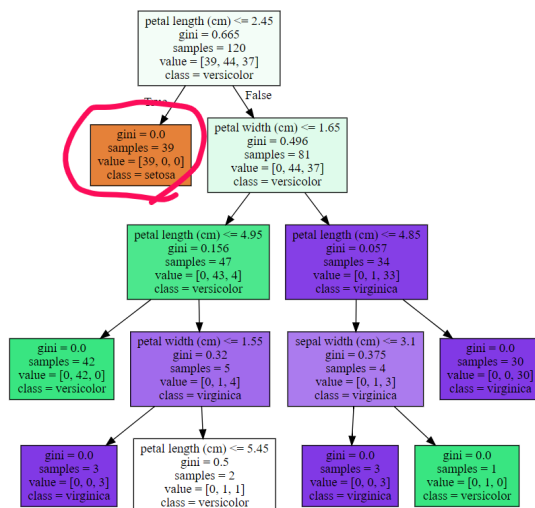 petal length (cm) <= 2.45
gini = 0.665
samples = 120
value = [39, 44, 37]
class = versicolor
False
gini = 0.0
samples = 39
value = [39, 0, 0]
class = setosa
petal width (cm) <= 1.65
gini = 0.496
samples = 81
value = [0, 44, 37]
class = versicolor
petal length (cm) <= 4.95
gini = 0.156
samples = 47
value = [0, 43, 4]
class = versicolor
petal length (cm) <= 4.85
gini = 0.057
samples = 34
value = [0, 1, 33]
class = virginica
gini = 0.0
samples = 42
value = [0, 42, 0]
class = versicolor
petal width (cm) <= 1.55
gini = 0.32
samples = 5
value = [0, 1, 4]
class = virginica
sepal width (cm) <= 3.1
gini = 0.375
samples = 4
value = [0, 1, 3]
class = virginica
gini = 0.0
samples = 30
value = [0, 0, 30]
class = virginica
gini = 0.0
samples = 3
value = [0, 0, 3]
class = virginica
petal length (cm) <= 5.45
gini = 0.5
samples = 2
value = [0, 1, 1]
class = versicolor
gini = 0.0
samples = 3
value = [0, 0, 3]
class = virginica
gini = 0.0
samples = 1
value = [0, 1, 0]
class = versicolor